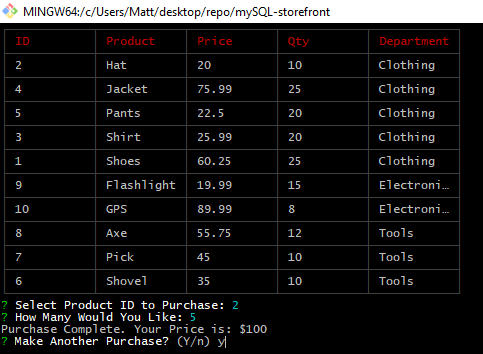 MINGW64:/c/Users/Matt/desktop/repo/mySQL-storefront
ID Product Price Qty Department
2 Hat 20 10 Clothing
4 Jacket 75.99 25 Clothing
5 Pants 22.5 20 Clothing
3 Shirt 25.99 20 Clothing
1 Shoes 60.25 25 Clothing
9 Flashlight 19.99 15 Electroni…
10 GPS 89.99 8 Electroni…
8 Axe 55.75 12 Tools
7 Pick 45 10 Tools
6 Shovel 35 10 Tools
? Select Product ID to Purchase: 2
? How Many Would You Like: 5
Purchase Complete. Your Price is: $100
? Make Another Purchase? (Y/n) y